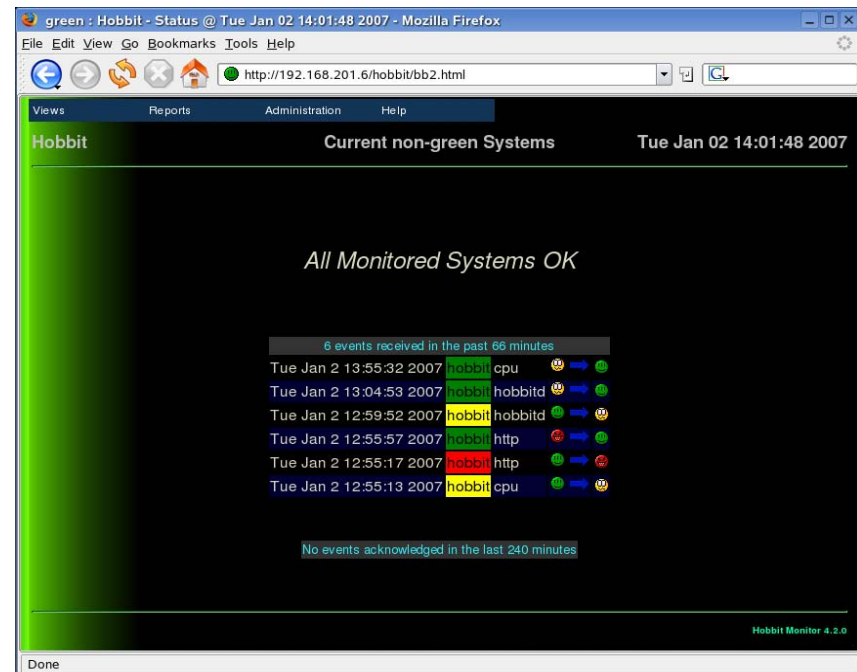 green : Hobbit - Status @ Tue Jan 02 14:01:48 2007 - Mozilla Firefox
File Edit View Go Bookmarks Tools Help
http://192.168.201.6/hobbit/bb2.html
G
Views Reports Administration Help
Hobbit Current non-green Systems Tue Jan 02 14:01:48 2007
All Monitored Systems OK
6 events received in the past 66 minutes
Tue Jan 2 13:55:32 2007 hobbit cpu
Tue Jan 2 13:04:53 2007 hobbit hobbitd
Tue Jan 2 12:59:52 2007 hobbit hobbitd
Tue Jan 2 12:55:57 2007 hobbit http
Tue Jan 2 12:55:17 2007 hobbit http
Tue Jan 2 12:55:13 2007 hobbit cpu
No events acknowledged in the last 240 minutes
Hobbit Monitor 4.2.0
Done